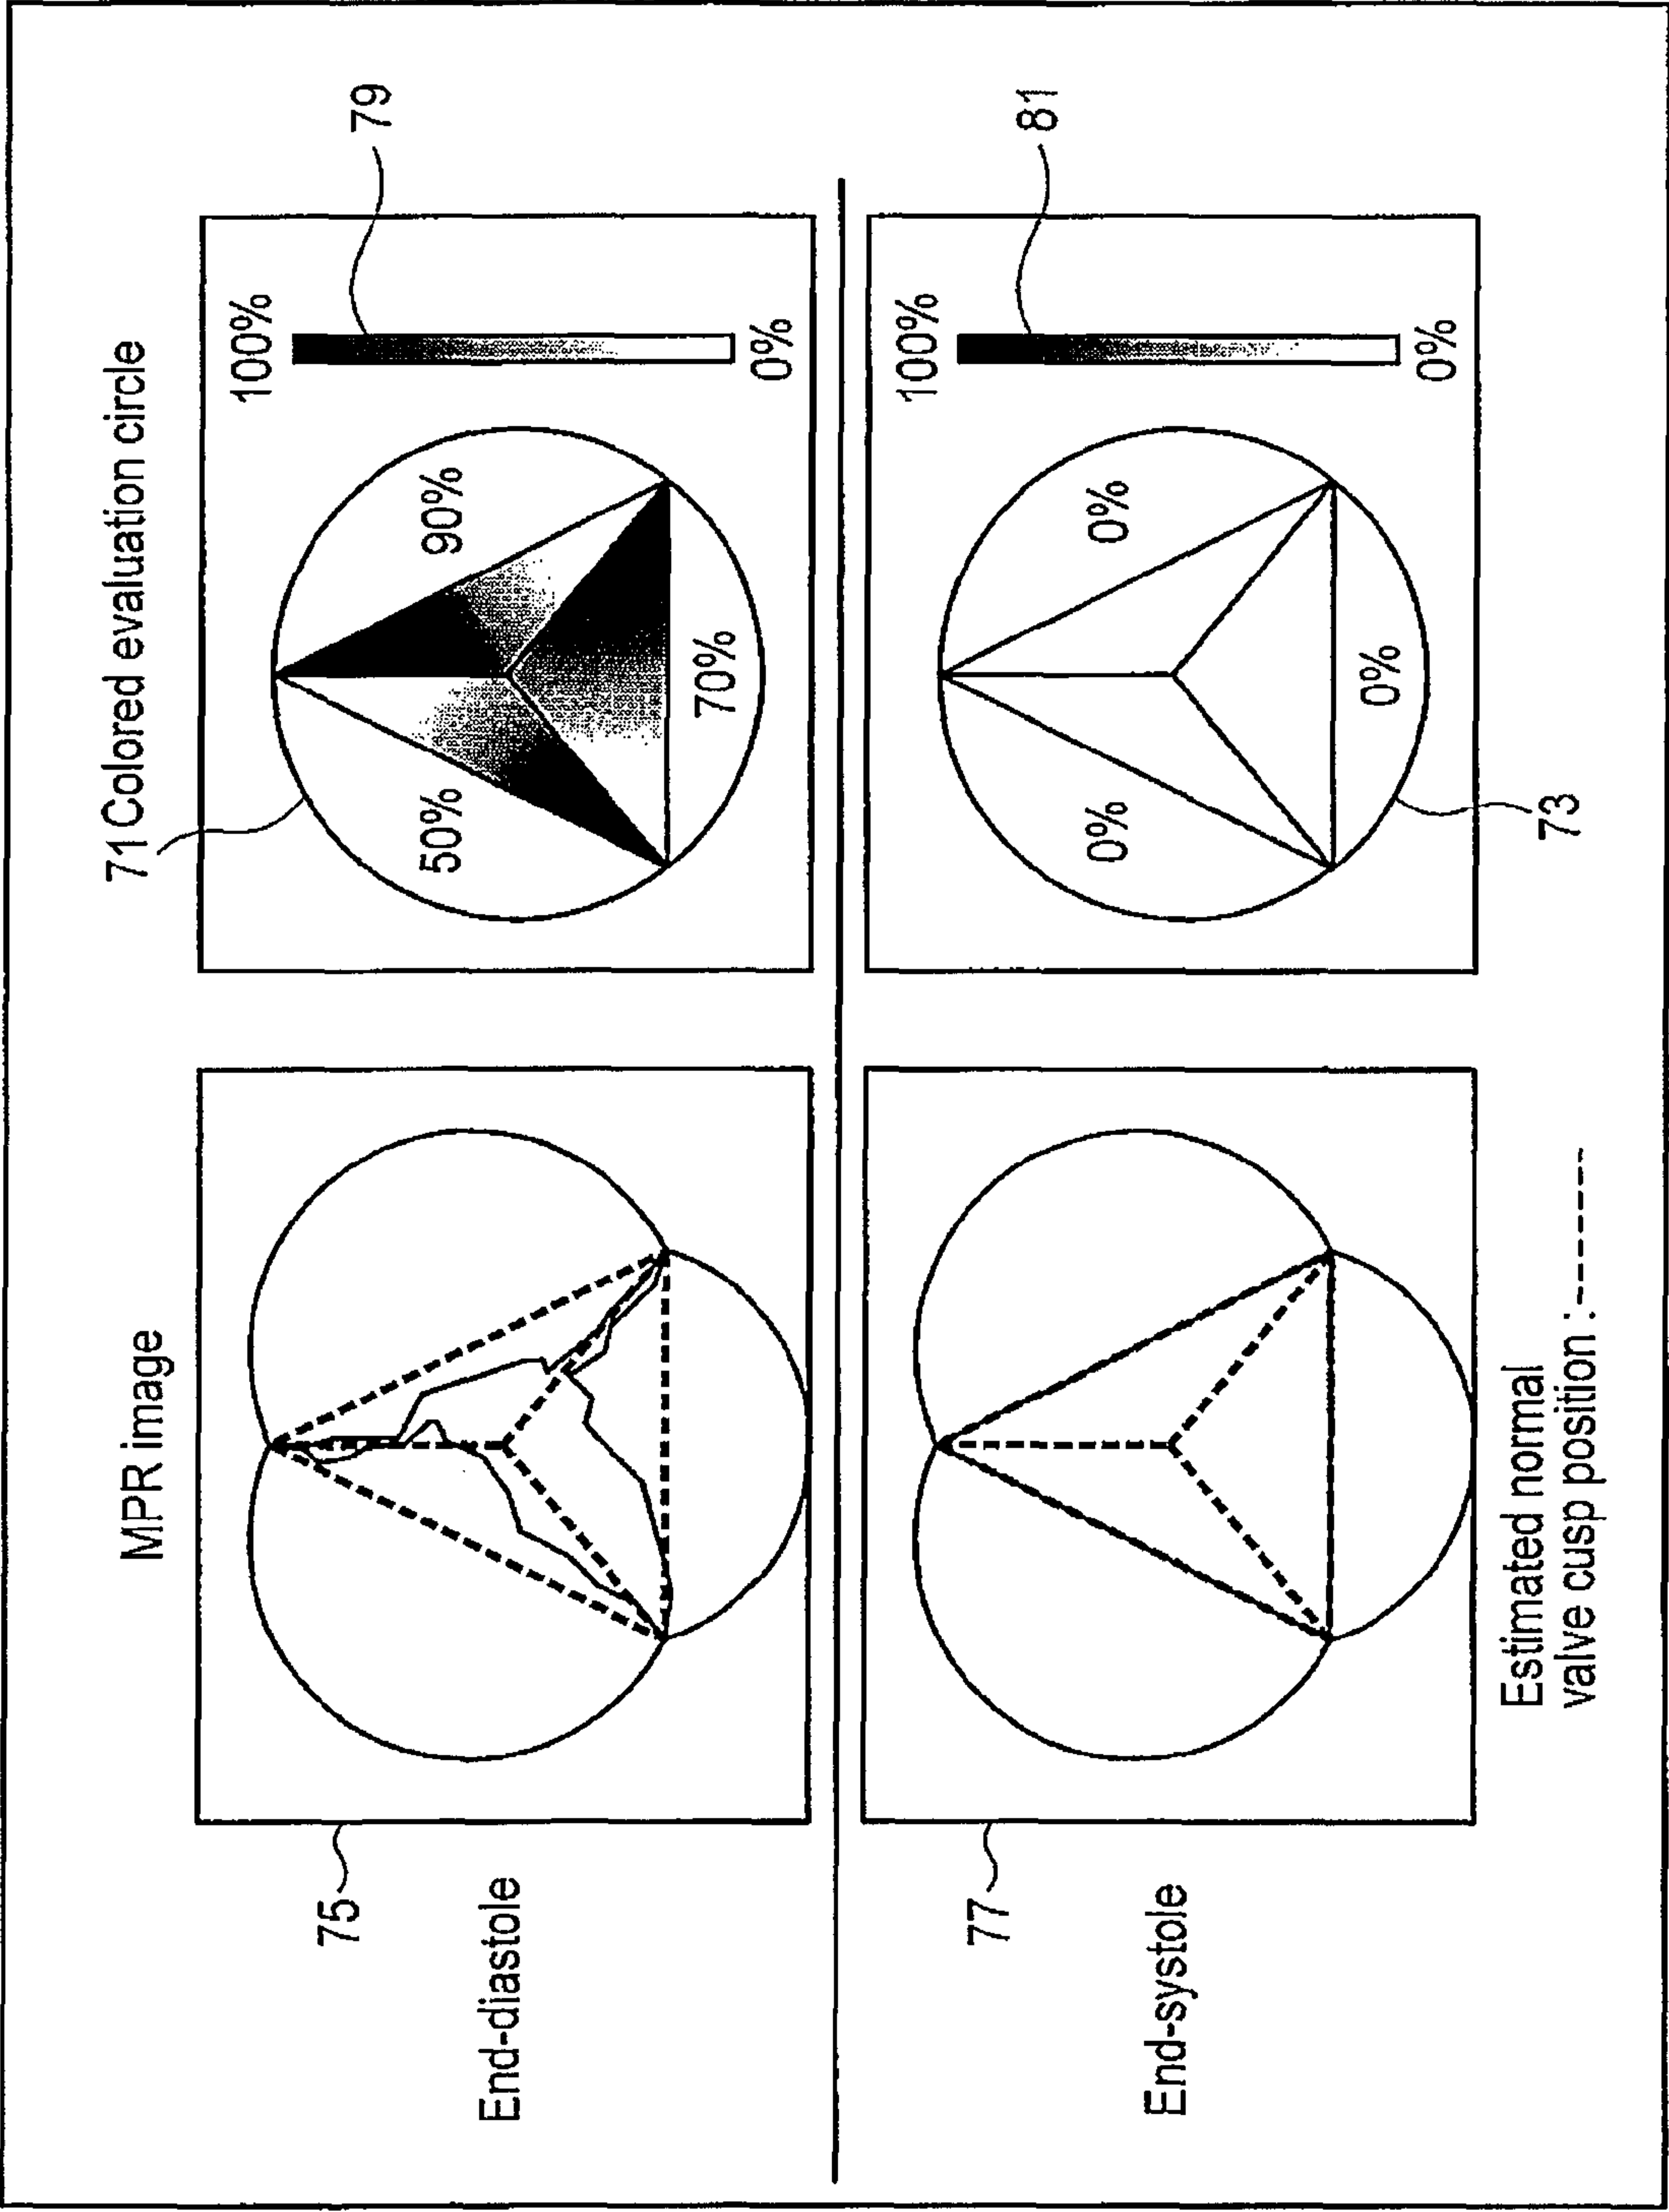 MPR image
71 Colored evaluation circle
75
End-diastole
50%
90%
70%
100%
0%
79
77
End-systole
0%
0%
0%
100%
0%
81
73
Estimated normal
valve cusp position :--------